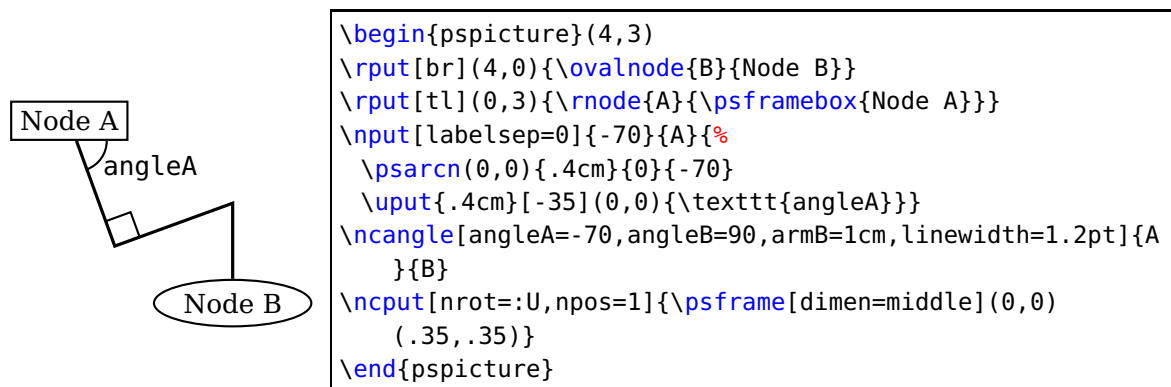 Node A
angleA
Node B
\begin{pspicture}(4,3)
\rput[br](4,0){\ovalnode{B}{Node B}}
\rput[tl](0,3){\rnode{A}{\psframebox{Node A}}}
\nput[labelsep=0]{-70}{A}{%
\psarcn(0,0){.4cm}{0}{-70}
\uput{.4cm}[-35](0,0){\texttt{angleA}}}
\ncangle[angleA=-70,angleB=90,armB=1cm,linewidth=1.2pt]{A
}{B}
\ncput[nrot=:U,npos=1]{\psframe[dimen=middle](0,0)
(.35,.35)}
\end{pspicture}